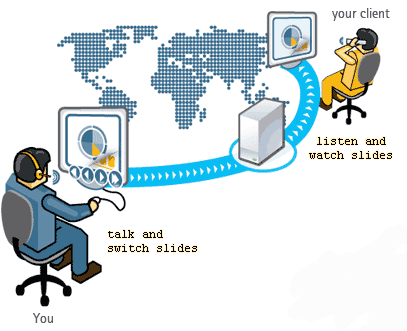 your client
listen and
watch slides
talk and
switch slides
You